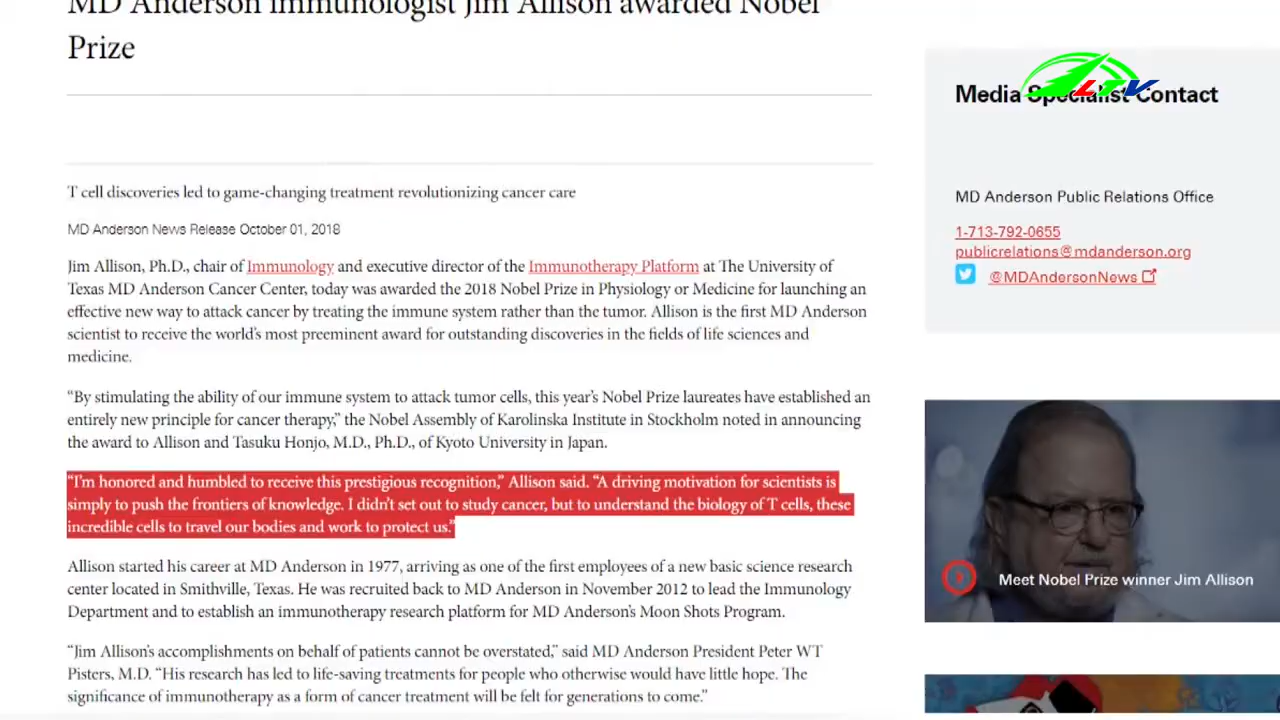 MD Anderson immunologist Jim Allison awarded Nobel
Prize
T cell discoveries led to game-changing treatment revolutionizing cancer care
MD Anderson News Release October 01, 2018
Jim Allison, Ph.D., chair of Immunology and executive director of the Immunotherapy Platform at The University of
Texas MD Anderson Cancer Center, today was awarded the 2018 Nobel Prize in Physiology or Medicine for launching an
effective new way to attack cancer by treating the immune system rather than the tumor. Allison is the first MD Anderson
scientist to receive the world's most preeminent award for outstanding discoveries in the fields of life sciences and
medicine.
“By stimulating the ability of our immune system to attack tumor cells, this year's Nobel Prize laureates have established an
entirely new principle for cancer therapy,” the Nobel Assembly of Karolinska Institute in Stockholm noted in announcing
the award to Allison and Tasuku Honjo, M.D., Ph.D., of Kyoto University in Japan.
“I'm honored and humbled to receive this prestigious recognition,” Allison said. “A driving motivation for scientists is
simply to push the frontiers of knowledge. I didn't set out to study cancer, but to understand the biology of T cells, these
incredible cells to travel our bodies and work to protect us.”
Allison started his career at MD Anderson in 1977, arriving as one of the first employees of a new basic science research
center located in Smithville, Texas. He was recruited back to MD Anderson in November 2012 to lead the Immunology
Department and to establish an immunotherapy research platform for MD Anderson's Moon Shots Program.
“Jim Allison's accomplishments on behalf of patients cannot be overstated,” said MD Anderson President Peter WT
Pisters, M.D. “His research has led to life-saving treatments for people who otherwise would have little hope. The
significance of immunotherapy as a form of cancer treatment will be felt for generations to come.”
Media Specialist Contact
LTV
MD Anderson Public Relations Office
1-713-792-0655
publicrelations@mdanderson.org
@MDAndersonNews
Meet Nobel Prize winner Jim Allison